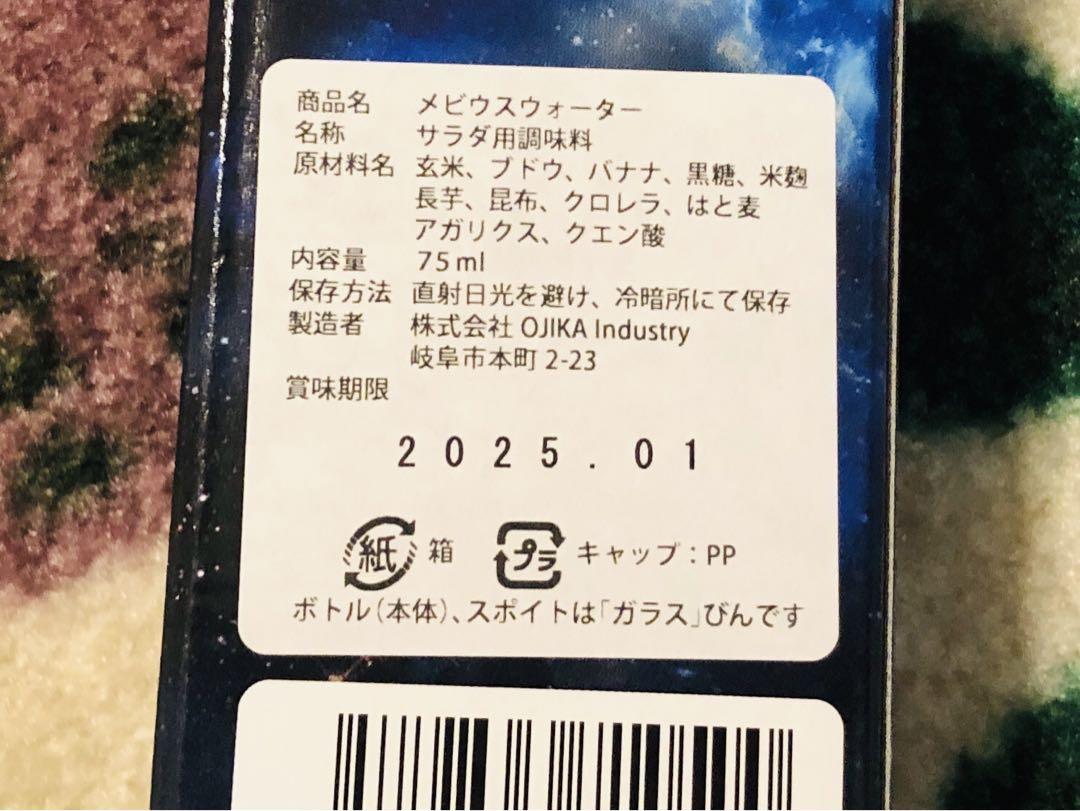 商品名 メビウスウォーター
名称 サラダ用調味料
原材料名 玄米、ブドウ、バナナ、黒糖、米麹
長芋、昆布、クロレラ、はと麦
アガリクス、クエン酸
内容量 75ml
保存方法 直射日光を避け、冷暗所にて保存
製造者 株式会社 OJIKA Industry
岐阜市本町 2-23
賞味期限
2025.01
紙 箱 プラ キャップ：PP
ボトル（本体）、スポイトは「ガラス」びんです